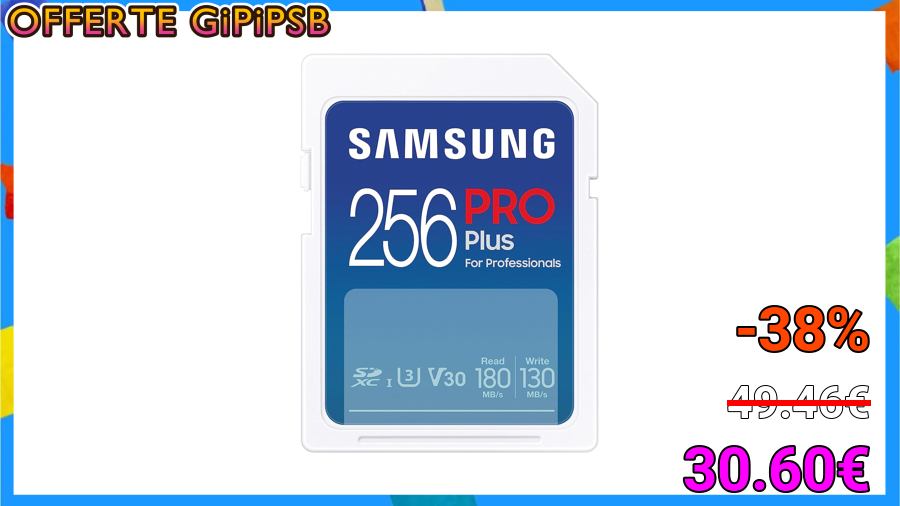 OFFERTE GiPiPSB
SAMSUNG
256 PRO
Plus
For Professionals
SDXC I U3 V30 Read 180 MB/s Write 130 MB/s
-38%
49.46€
30.60€